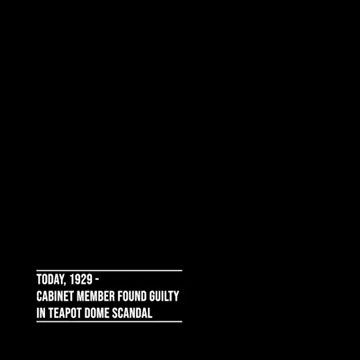 TODAY, 1929 -
CABINET MEMBER FOUND GUILTY
IN TEAPOT DOME SCANDAL